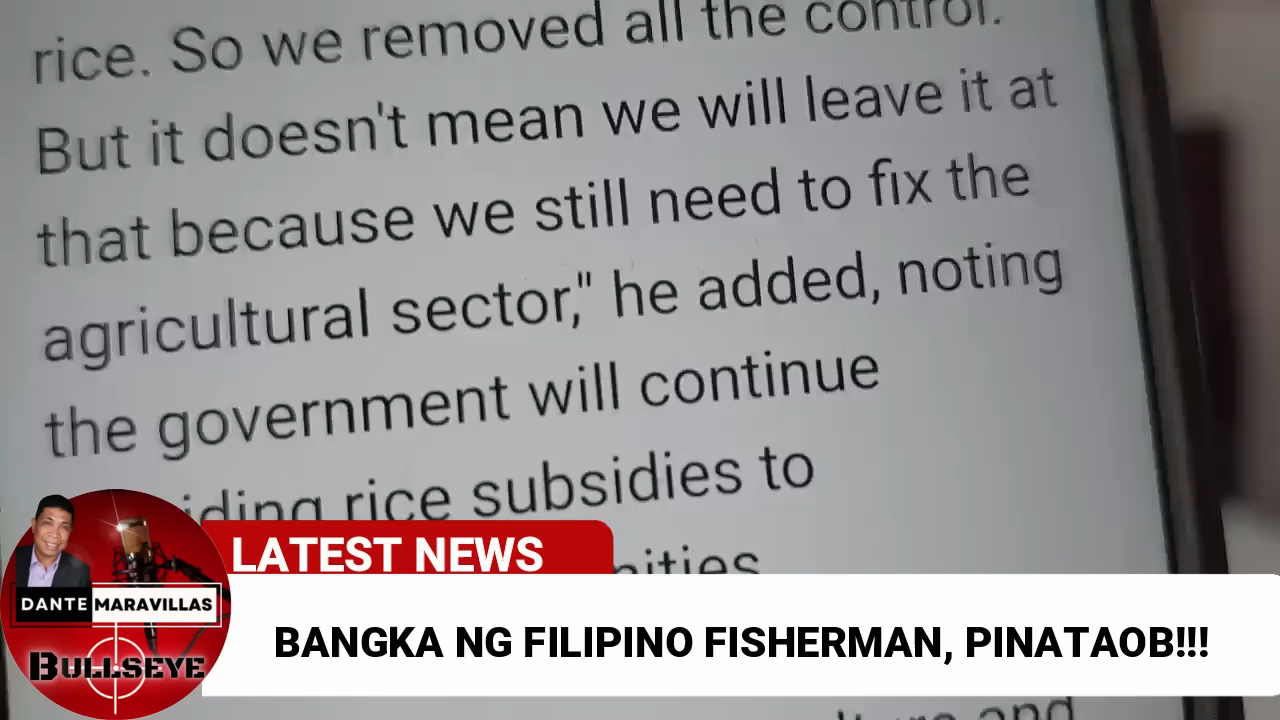 rice. So we removed all the control.
But it doesn't mean we will leave it at
that because we still need to fix the
agricultural sector," he added, noting
the government will continue
rice subsidies to
LATEST NEWS
DANTE MARAVILLAS
BANGKA NG FILIPINO FISHERMAN, PINATAOB!!!
BULLSEYE
and